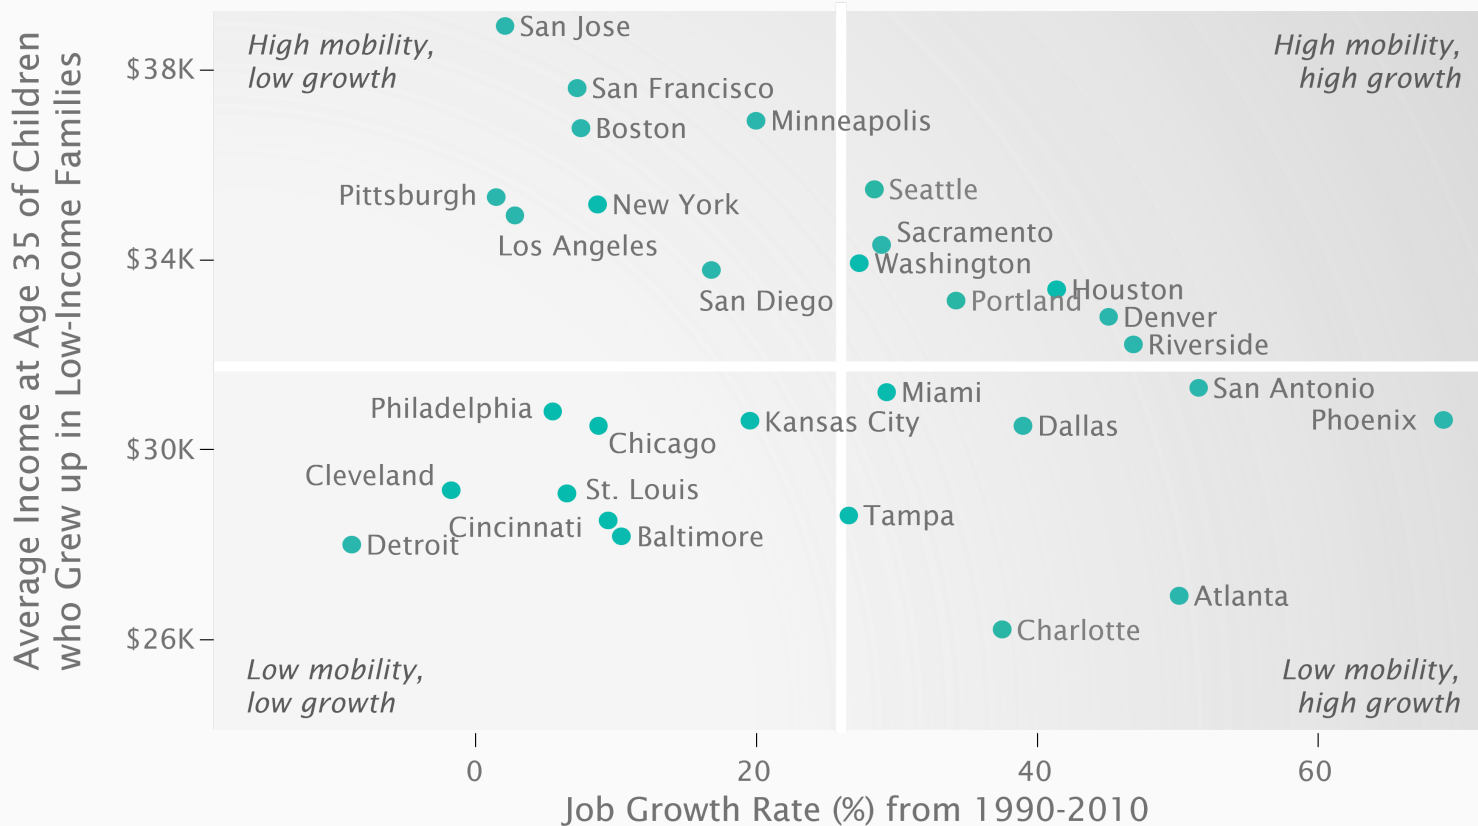 Average Income at Age 35 of Children
who Grew up in Low-Income Families
$38K
$34K
$30K
$26K
High mobility,
low growth
High mobility,
high growth
San Jose
San Francisco
Boston
Minneapolis
Pittsburgh
New York
Los Angeles
San Diego
Seattle
Sacramento
Washington
Portland
Houston
Denver
Riverside
Philadelphia
Chicago
Kansas City
Miami
Dallas
San Antonio
Phoenix
Cleveland
St. Louis
Cincinnati
Baltimore
Detroit
Tampa
Atlanta
Charlotte
Low mobility,
low growth
Low mobility,
high growth
0
20
40
60
Job Growth Rate (%) from 1990-2010